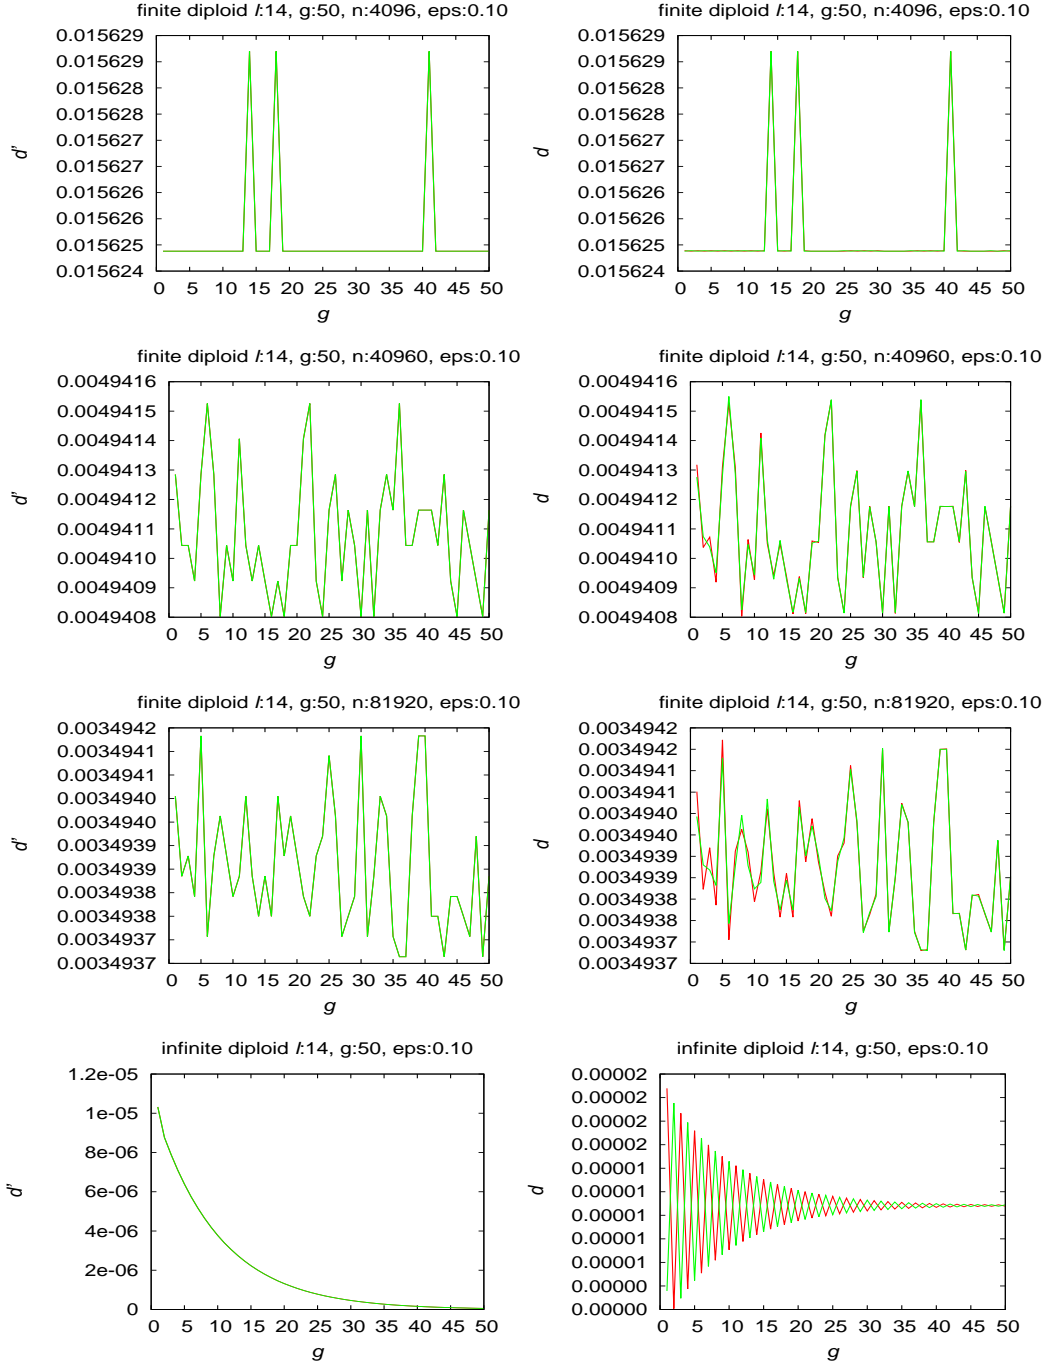 finite diploid l:14, g:50, n:4096, eps:0.10
0.015629
0.015628
0.015628
0.015627
0.015627
0.015626
0.015626
0.015625
0.015624
d'
0 5 10 15 20 25 30 35 40 45 50
g
finite diploid l:14, g:50, n:4096, eps:0.10
0.015629
0.015628
0.015628
0.015627
0.015627
0.015626
0.015626
0.015625
0.015624
d
0 5 10 15 20 25 30 35 40 45 50
g
finite diploid l:14, g:50, n:40960, eps:0.10
0.0049416
0.0049415
0.0049414
0.0049413
0.0049412
0.0049411
0.0049410
0.0049409
0.0049408
d'
0 5 10 15 20 25 30 35 40 45 50
g
finite diploid l:14, g:50, n:40960, eps:0.10
0.0049416
0.0049415
0.0049414
0.0049413
0.0049412
0.0049411
0.0049410
0.0049409
0.0049408
d
0 5 10 15 20 25 30 35 40 45 50
g
finite diploid l:14, g:50, n:81920, eps:0.10
0.0034942
0.0034941
0.0034941
0.0034940
0.0034940
0.0034939
0.0034939
0.0034938
0.0034938
0.0034937
0.0034937
d'
0 5 10 15 20 25 30 35 40 45 50
g
finite diploid l:14, g:50, n:81920, eps:0.10
0.0034942
0.0034942
0.0034941
0.0034940
0.0034940
0.0034939
0.0034939
0.0034938
0.0034938
0.0034937
0.0034937
d
0 5 10 15 20 25 30 35 40 45 50
g
infinite diploid l:14, g:50, eps:0.10
1.2e-05
1e-05
8e-06
6e-06
4e-06
2e-06
0
d'
0 5 10 15 20 25 30 35 40 45 50
g
infinite diploid l:14, g:50, eps:0.10
0.00002
0.00002
0.00002
0.00002
0.00001
0.00001
0.00001
0.00001
0.00001
0.00000
0.00000
d
0 5 10 15 20 25 30 35 40 45 50
g